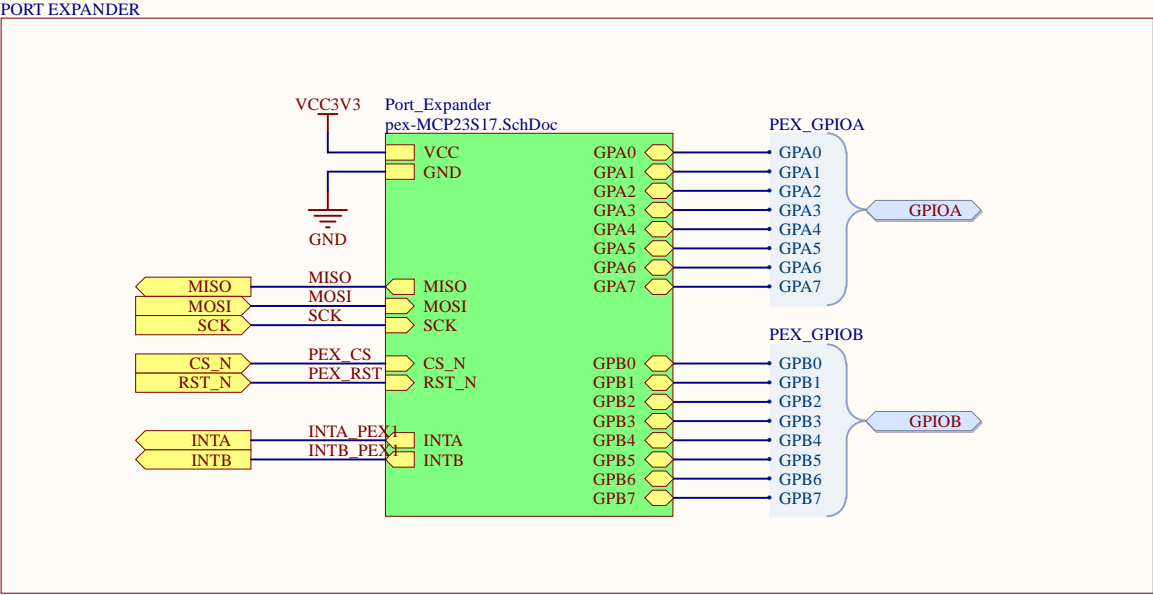 PORT EXPANDER
VCC3V3
Port_Expander
pex-MCP23S17.SchDoc
VCC
GND
GND
MISO
MISO
MISO
MOSI
MOSI
MOSI
SCK
SCK
SCK
CS_N
PEX_CS
CS_N
RST_N
PEX_RST
RST_N
INTA
INTA_PEX1
INTA
INTB
INTB_PEX1
INTB
GPA0
GPA1
GPA2
GPA3
GPA4
GPA5
GPA6
GPA7
GPB0
GPB1
GPB2
GPB3
GPB4
GPB5
GPB6
GPB7
PEX_GPIOA
GPA0
GPA1
GPA2
GPA3
GPA4
GPA5
GPA6
GPA7
GPIOA
PEX_GPIOB
GPB0
GPB1
GPB2
GPB3
GPB4
GPB5
GPB6
GPB7
GPIOB